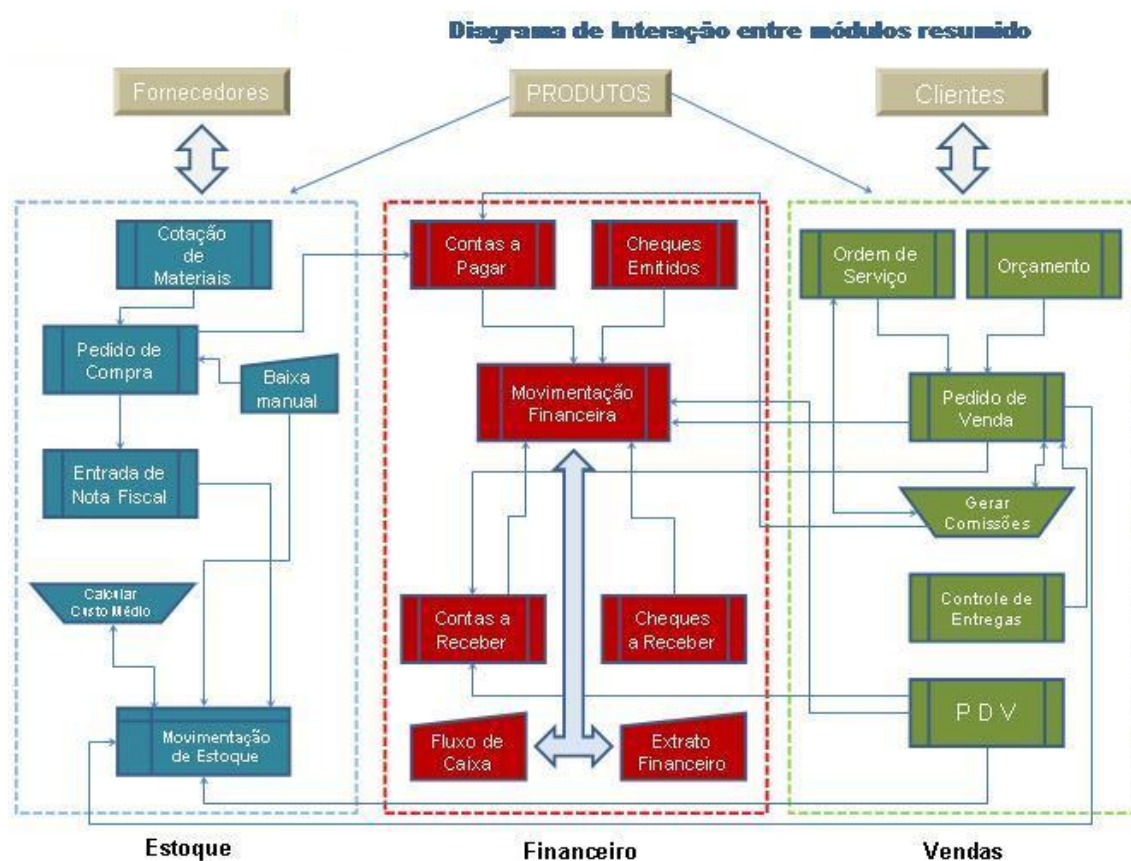 Diagrama de Interação entre módulos resumido
Fornecedores
PRODUTOS
Clientes
Cotação
de
Materiais
Pedido de
Compra
Baixa
manual
Entrada de
Nota Fiscal
Calcular
Custo Médio
Movimentação
de Estoque
Estoque
Contas a
Pagar
Cheques
Emitidos
Movimentação
Financeira
Contas a
Receber
Cheques
a Receber
Fluxo de
Caixa
Extrato
Financeiro
Financeiro
Ordem de
Serviço
Orçamento
Pedido de
Venda
Gerar
Comissões
Controle de
Entregas
P D V
Vendas